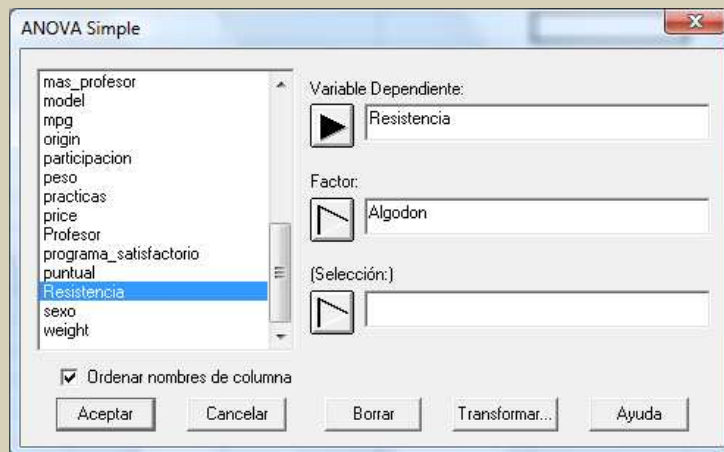 ANOVA Simple
mas_profesor
model
mpg
origin
participacion
peso
practicas
price
Profesor
programa_satisfactorio
puntual
Resistencia
sexo
weight
Variable Dependiente:
Resistencia
Factor:
Algodon
(Selección:)
Ordenar nombres de columna
Aceptar
Cancelar
Borrar
Transformar...
Ayuda